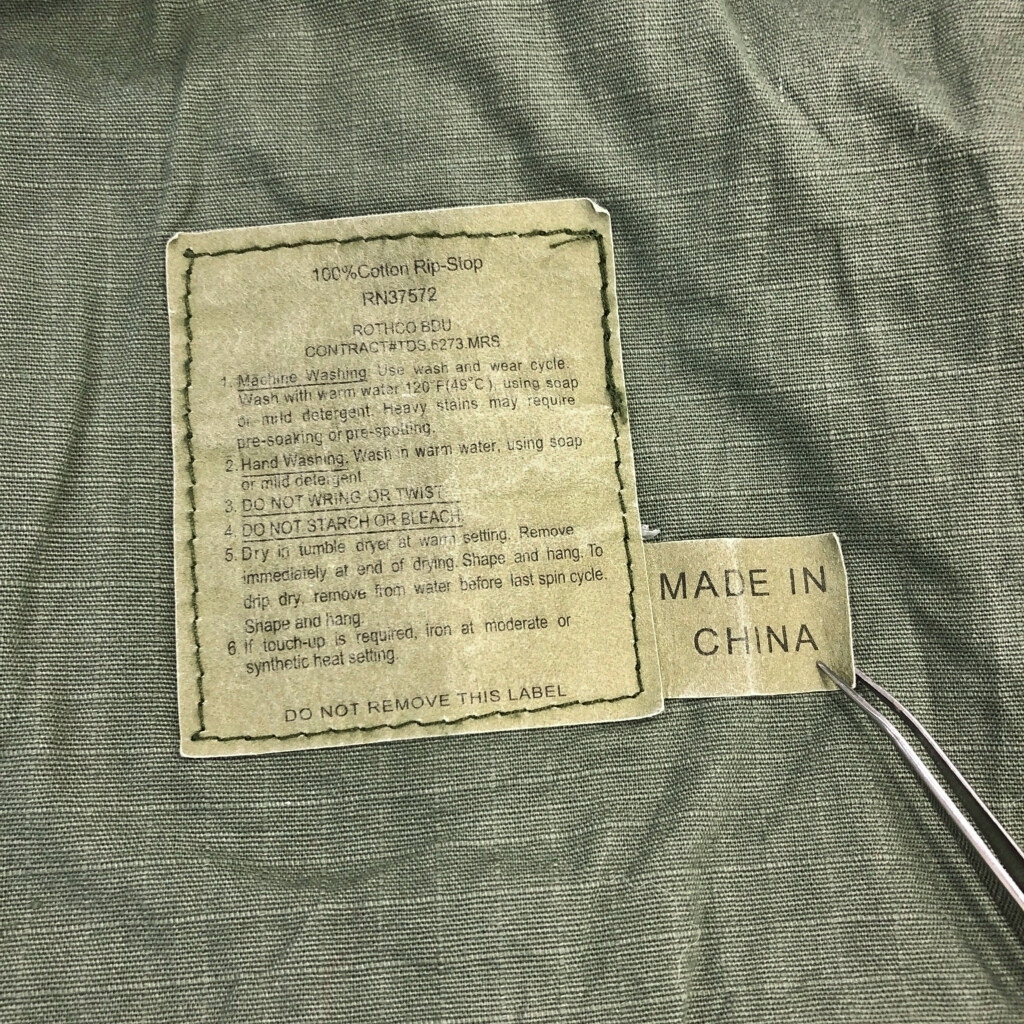 100%Cotton Rip-Stop
RN37572
ROTHCO BDU
CONTRACT#TDS.6273.MRS
1. Machine Washing. Use wash and wear cycle.
Wash with warm water 120°F(49°C), using soap
or mild detergent. Heavy stains may require
pre-soaking or pre-spotting.
2. Hand Washing. Wash in warm water, using soap
or mild detergent
3. DO NOT WRING OR TWIST
4. DO NOT STARCH OR BLEACH
5. Dry in tumble dryer at warm setting. Remove
immediately at end of drying. Shape and hang. To
drip dry, remove from water before last spin cycle.
Shape and hang.
6. If touch-up is required, iron at moderate or
synthetic heat setting.
DO NOT REMOVE THIS LABEL
MADE IN
CHINA